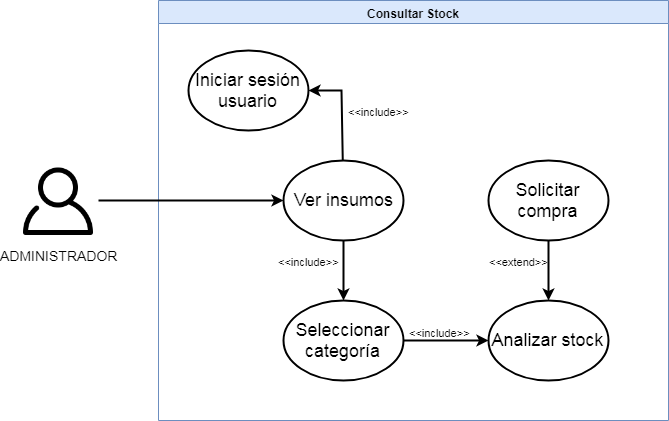 Consultar Stock
Iniciar sesión
usuario
<<include>>
Ver insumos
Solicitar
compra
ADMINISTRADOR
<<include>>
<<extend>>
Seleccionar
categoría
<<include>>
Analizar stock